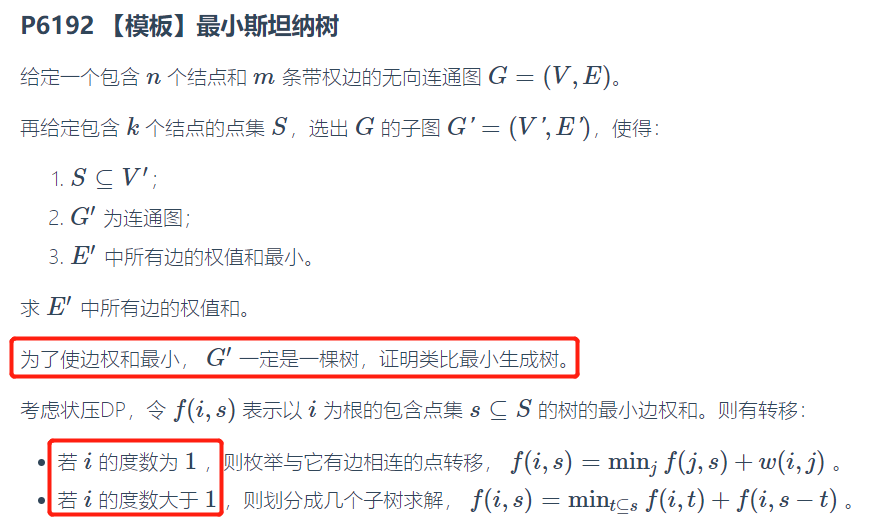 P6192 【模板】最小斯坦纳树
给定一个包含 n 个结点和 m 条带权边的无向连通图 G = (V, E)。
再给定包含 k 个结点的点集 S，选出 G 的子图 G' = (V', E')，使得：
1. S ⊆ V'；
2. G' 为连通图；
3. E' 中所有边的权值和最小。
求 E' 中所有边的权值和。
为了使边权和最小， G' 一定是一棵树，证明类比最小生成树。
考虑状压DP，令 f(i, s) 表示以 i 为根的包含点集 s ⊆ S 的树的最小边权和。则有转移：
• 若 i 的度数为 1 ，则枚举与它有边相连的点转移， f(i, s) = min_j f(j, s) + w(i, j) 。
• 若 i 的度数大于 1 ，则划分成几个子树求解， f(i, s) = min_{t⊆s} f(i, t) + f(i, s − t) 。